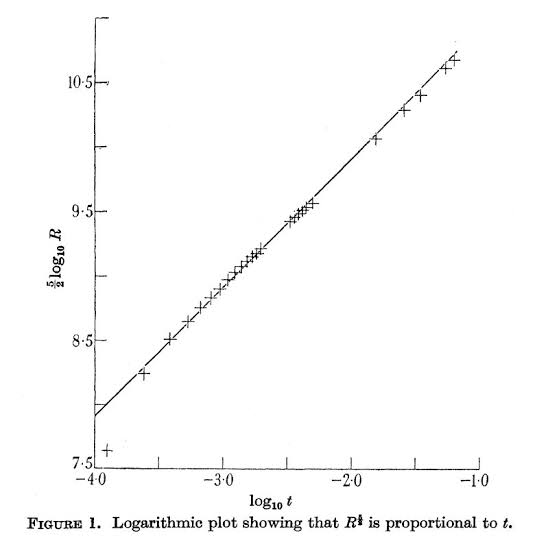 10·5
9·5
8·5
7·5
5/2 log₁₀ R
-4·0 -3·0 -2·0 -1·0
log₁₀ t
FIGURE 1. Logarithmic plot showing that R^{5/2} is proportional to t.